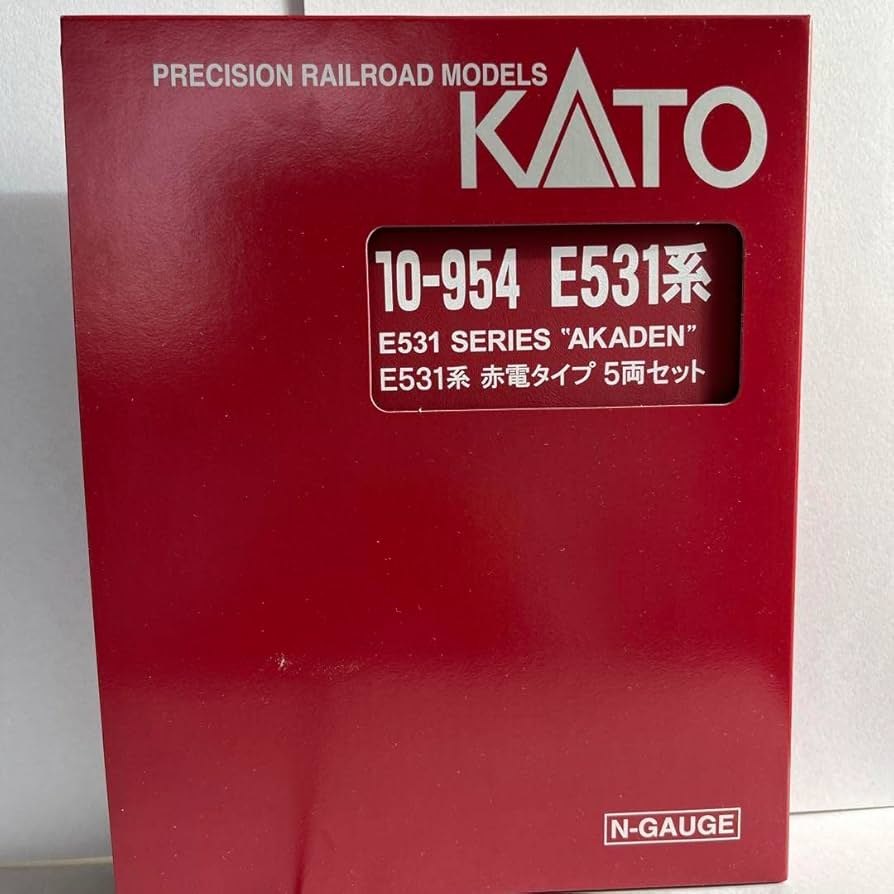 PRECISION RAILROAD MODELS
KATO
10-954 E531系
E531 SERIES "AKADEN"
E531系 赤電タイプ 5両セット
N-GAUGE